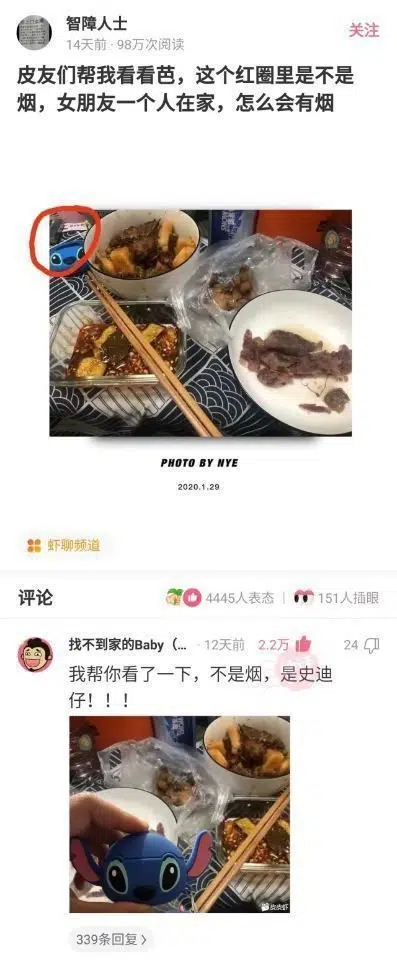 智障人士
14天前 · 98万次阅读
关注
皮友们帮我看看芭，这个红圈里是不是
烟，女朋友一个人在家，怎么会有烟
PHOTO BY NYE
2020.1.29
虾聊频道
评论
4445人表态
151人插眼
找不到家的Baby（... · 12天前
2.2万
24
我帮你看了一下，不是烟，是史迪
仔！！！
皮皮虾
339条回复